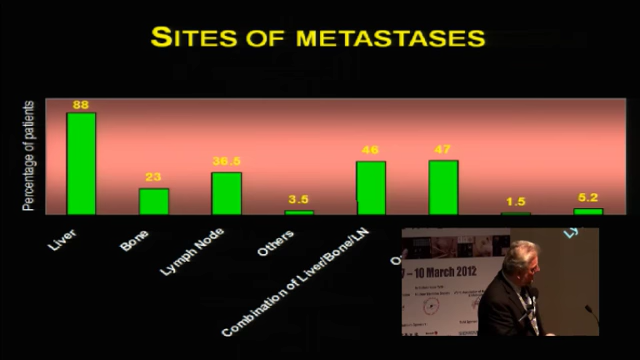 SITES OF METASTASES
Percentage of patients
88
23
36.5
3.5
46
47
1.5
5.2
Liver
Bone
Lymph Node
Others
Combination of Liver/Bone/LN
O
Ly
– 10 March 2012